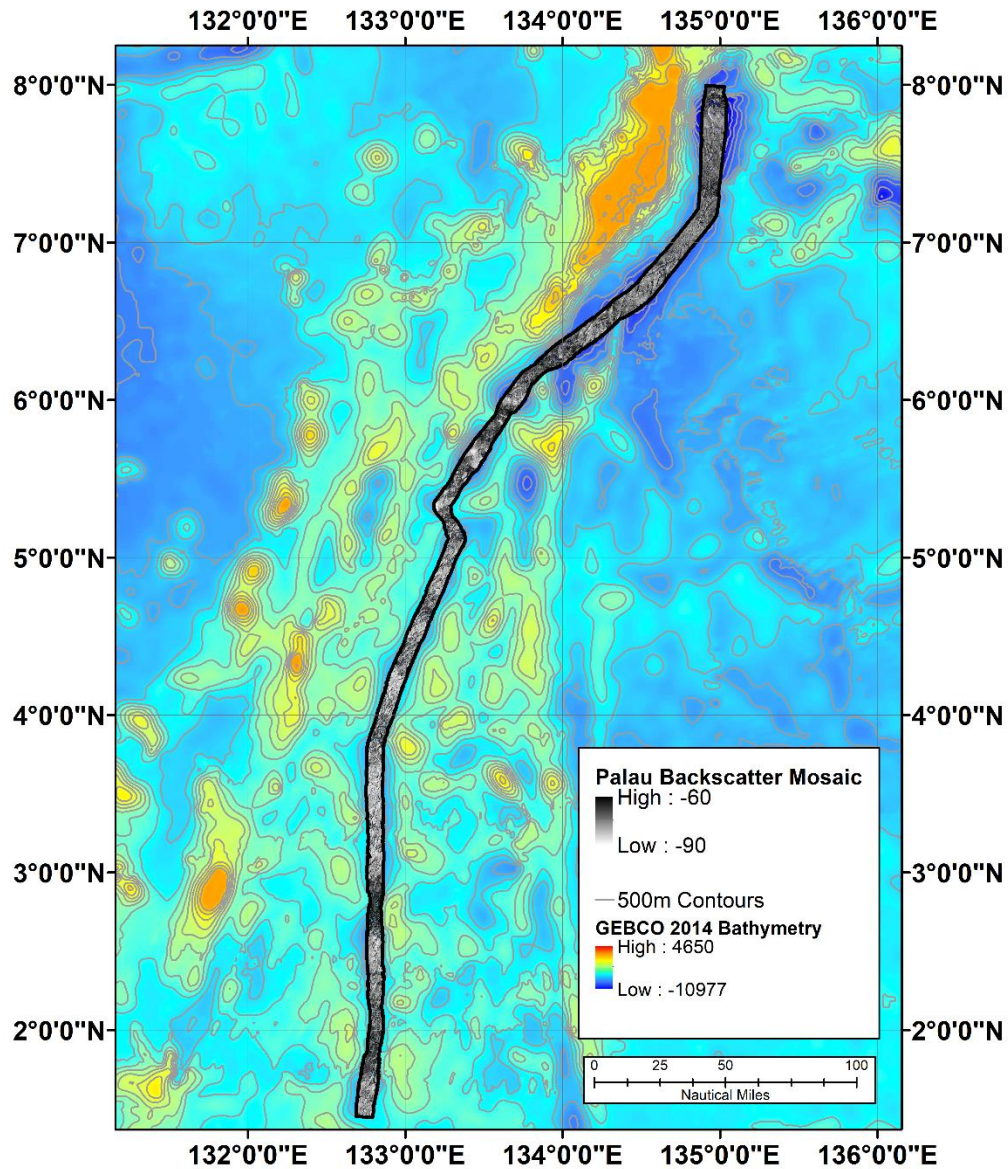 132°0'0"E 133°0'0"E 134°0'0"E 135°0'0"E 136°0'0"E
8°0'0"N 8°0'0"N
7°0'0"N 7°0'0"N
6°0'0"N 6°0'0"N
5°0'0"N 5°0'0"N
4°0'0"N 4°0'0"N
Palau Backscatter Mosaic
High : -60
Low : -90
3°0'0"N 3°0'0"N
500m Contours
GEBCO 2014 Bathymetry
High : 4650
Low : -10977
2°0'0"N 2°0'0"N
0 25 50 100
Nautical Miles
132°0'0"E 133°0'0"E 134°0'0"E 135°0'0"E 136°0'0"E